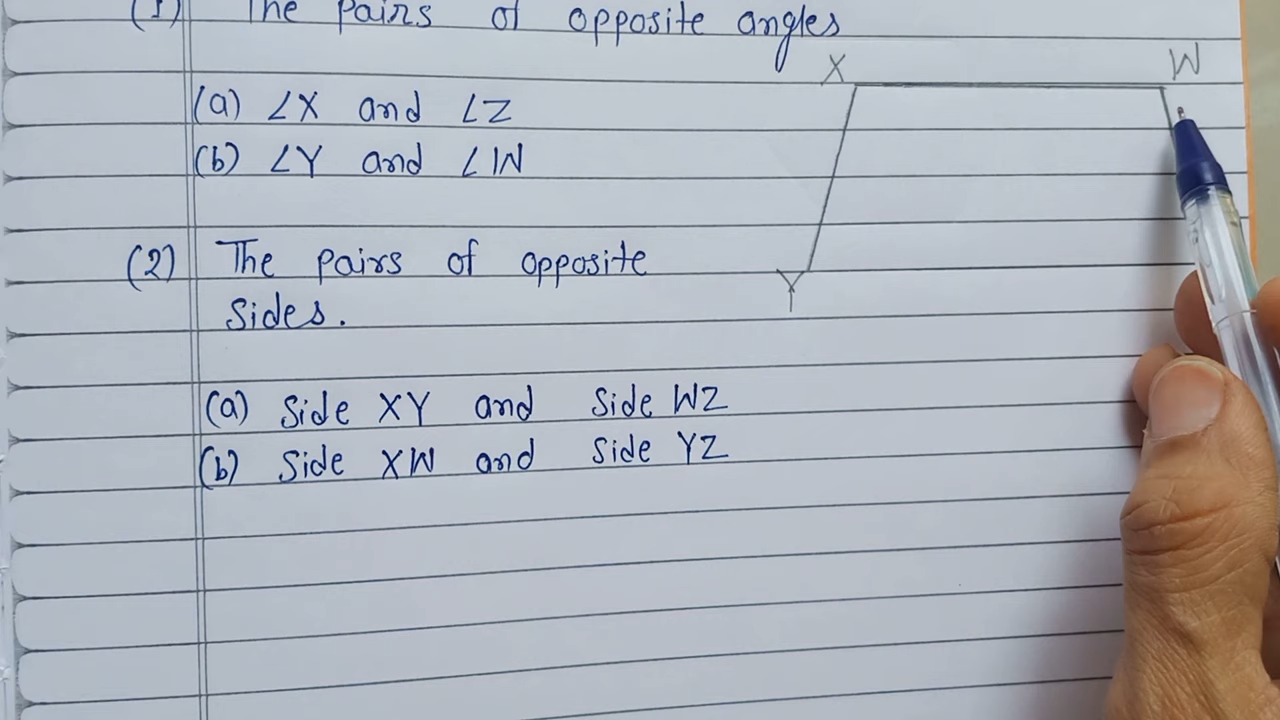 (1) The pairs of opposite angles
X
W
(a) ∠X and ∠Z
(b) ∠Y and ∠W
(2) The pairs of opposite
Y
sides.
(a) Side XY and Side WZ
(b) Side XW and Side YZ